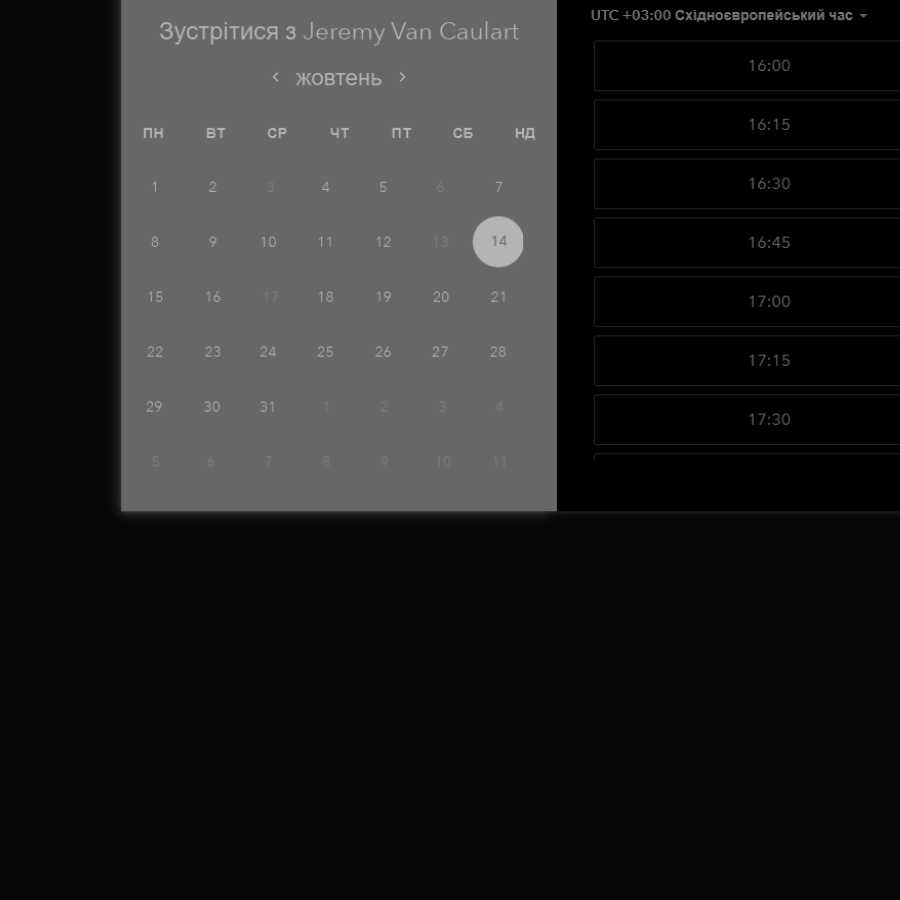 Зустрітися з Jeremy Van Caulart
жовтень
ПН ВТ СР ЧТ ПТ СБ НД
1 2 3 4 5 6 7
8 9 10 11 12 13 14
15 16 17 18 19 20 21
22 23 24 25 26 27 28
29 30 31 1 2 3 4
5 6 7 8 9 10 11
UTC +03:00 Східноєвропейський час
16:00
16:15
16:30
16:45
17:00
17:15
17:30